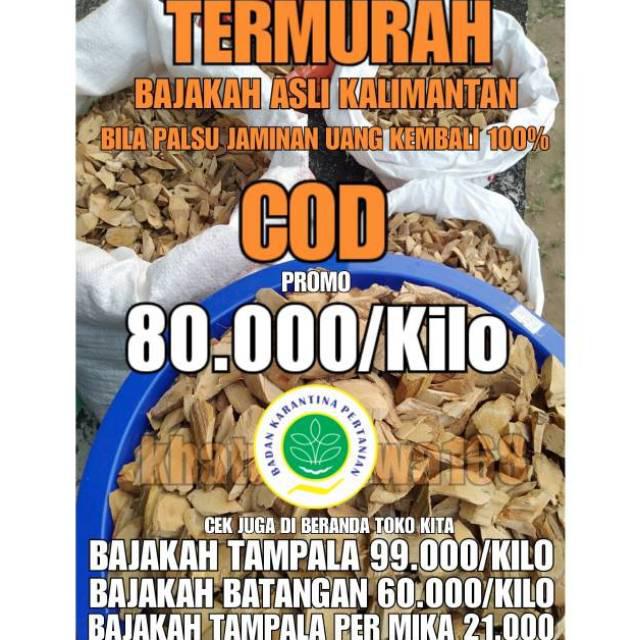 TERMURAH
BAJAKAH ASLI KALIMANTAN
BILA PALSU JAMINAN UANG KEMBALI 100%
COD
PROMO
80.000/Kilo
BADAN KARANTINA PERTANIAN
CEK JUGA DI BERANDA TOKO KITA
BAJAKAH TAMPALA 99.000/KILO
BAJAKAH BATANGAN 60.000/KILO
BAJAKAH TAMPALA PER MIKA 21.000